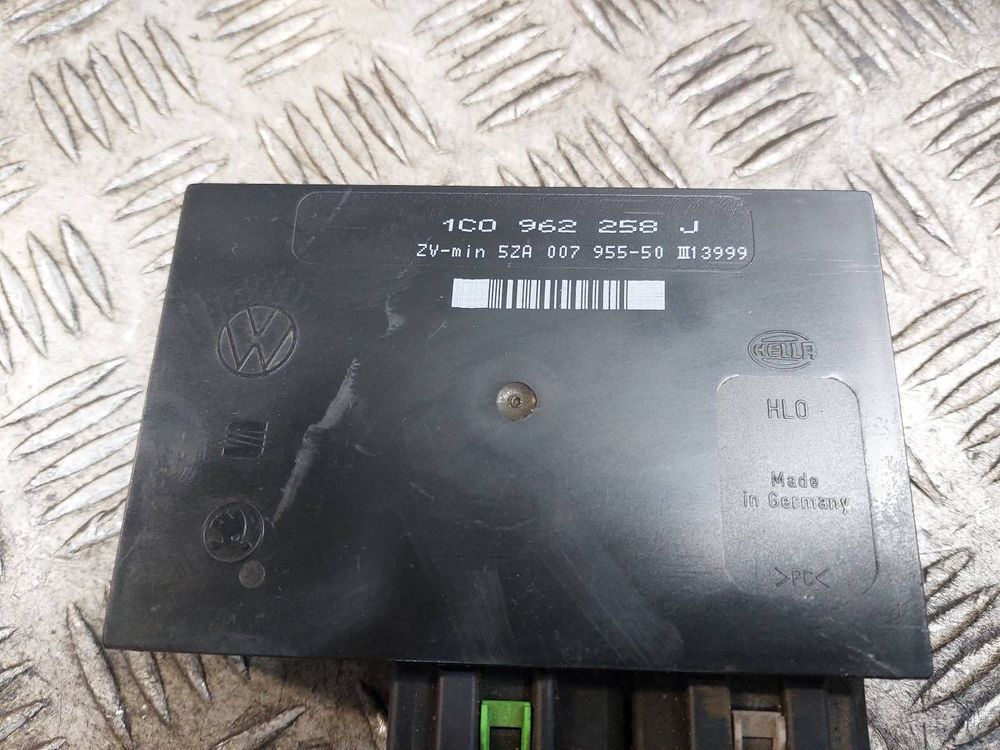 1C0 962 258 J
ZV-min 5ZA 007 955-50 III13999
HELLA
HLO
Made
in Germany
>PC<